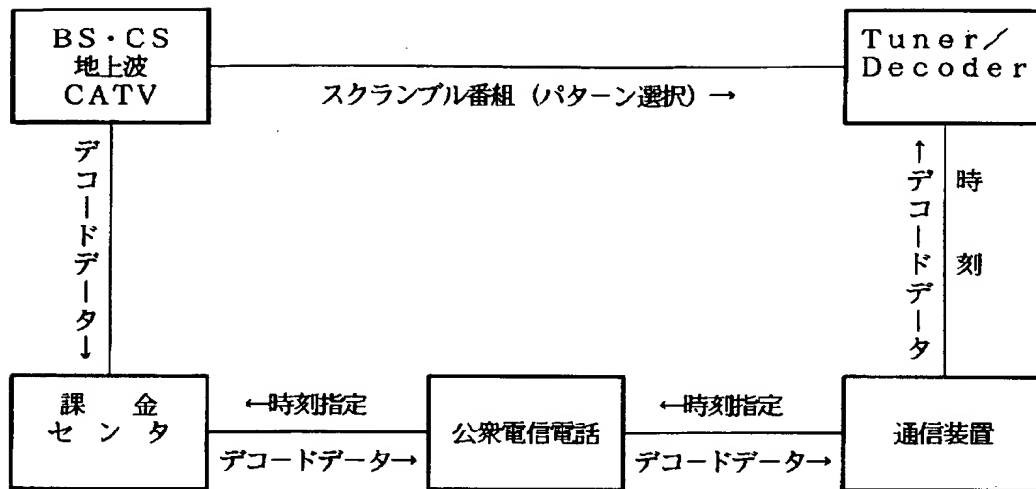 BS・CS
地上波
CATV
Tuner/
Decoder
スクランブル番組(パターン選択)→
デコードデータ↓
↑デコードデータ
時刻
課金
センタ
←時刻指定
デコードデータ→
公衆電信電話
←時刻指定
デコードデータ→
通信装置